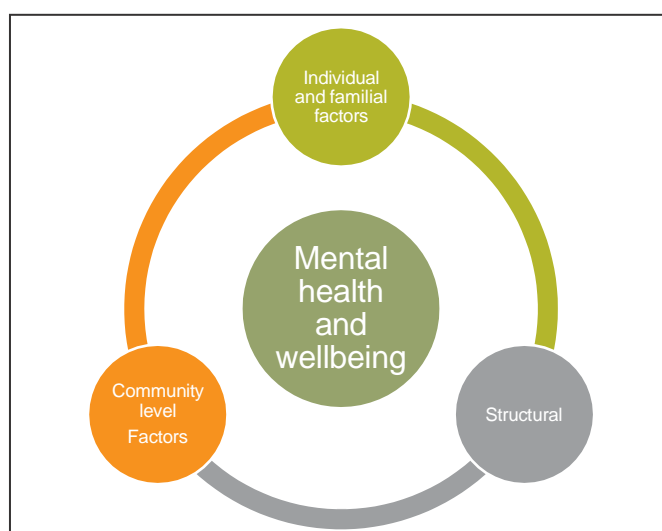 Individual
and familial
factors
Mental
health
and
wellbeing
Community
level
Factors
Structural